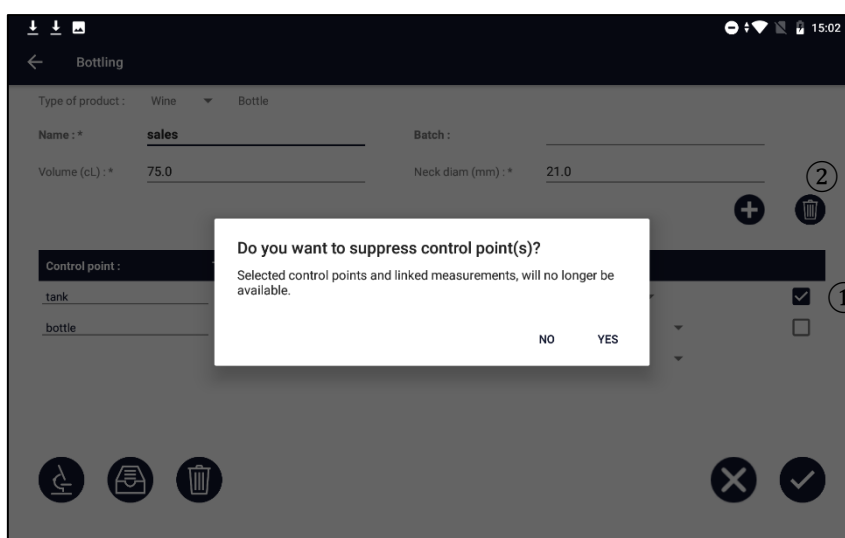 15:02
Bottling
Type of product : Wine Bottle
Name : * sales Batch :
Volume (cL) : * 75.0 Neck diam (mm) : * 21.0
②
Do you want to suppress control point(s)?
Control point :
Selected control points and linked measurements, will no longer be
available.
tank
①
bottle
NO YES